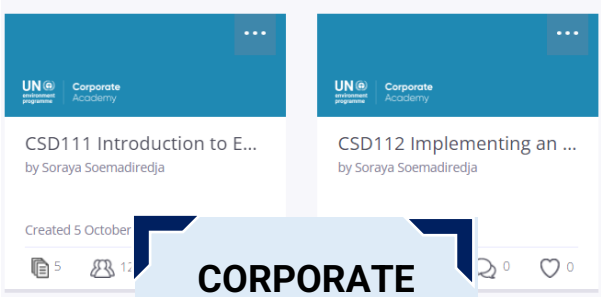 UN
environment
programme
Corporate
Academy
CSD111 Introduction to E...
by Soraya Soemadiredja
Created 5 October
5
UN
environment
programme
Corporate
Academy
CSD112 Implementing an ...
by Soraya Soemadiredja
0
0
CORPORATE